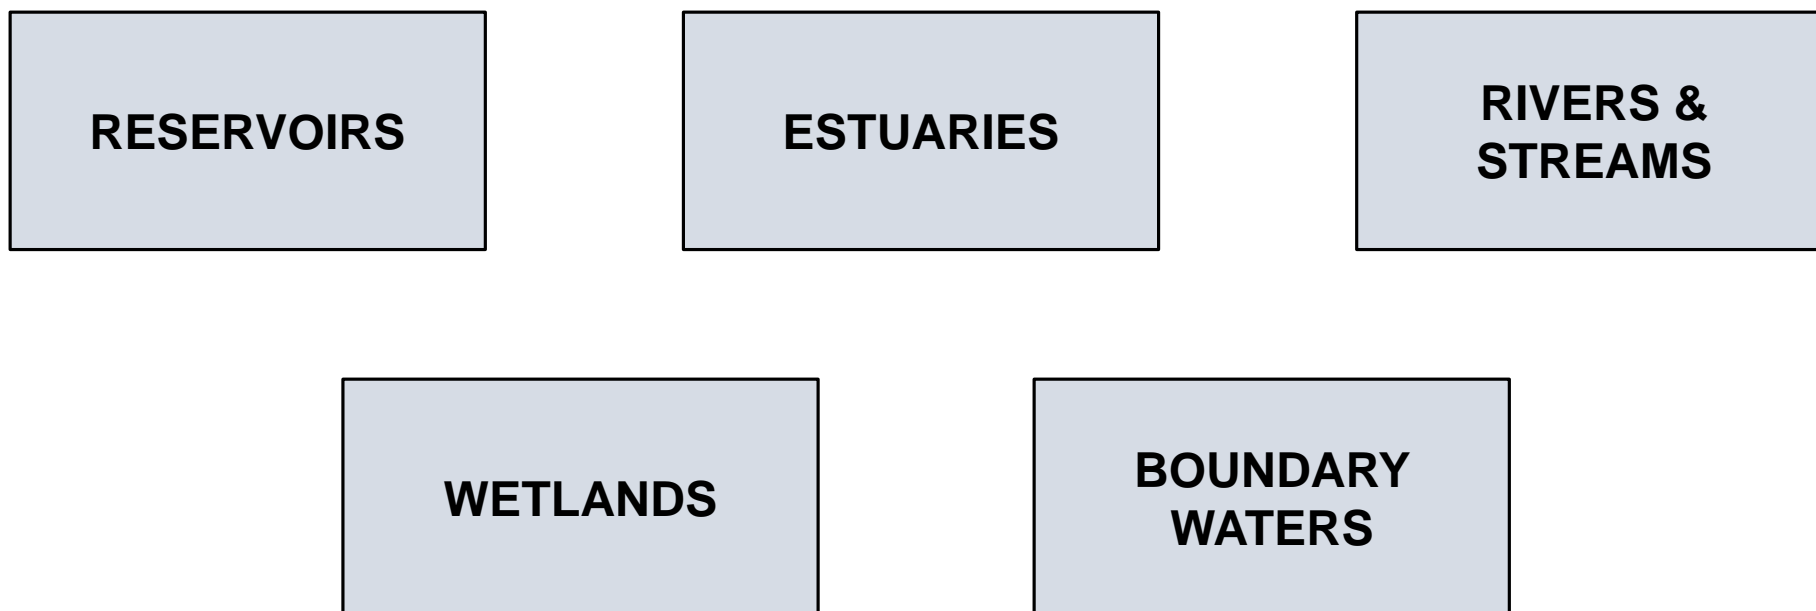 RESERVOIRS
ESTUARIES
RIVERS &
STREAMS
WETLANDS
BOUNDARY
WATERS